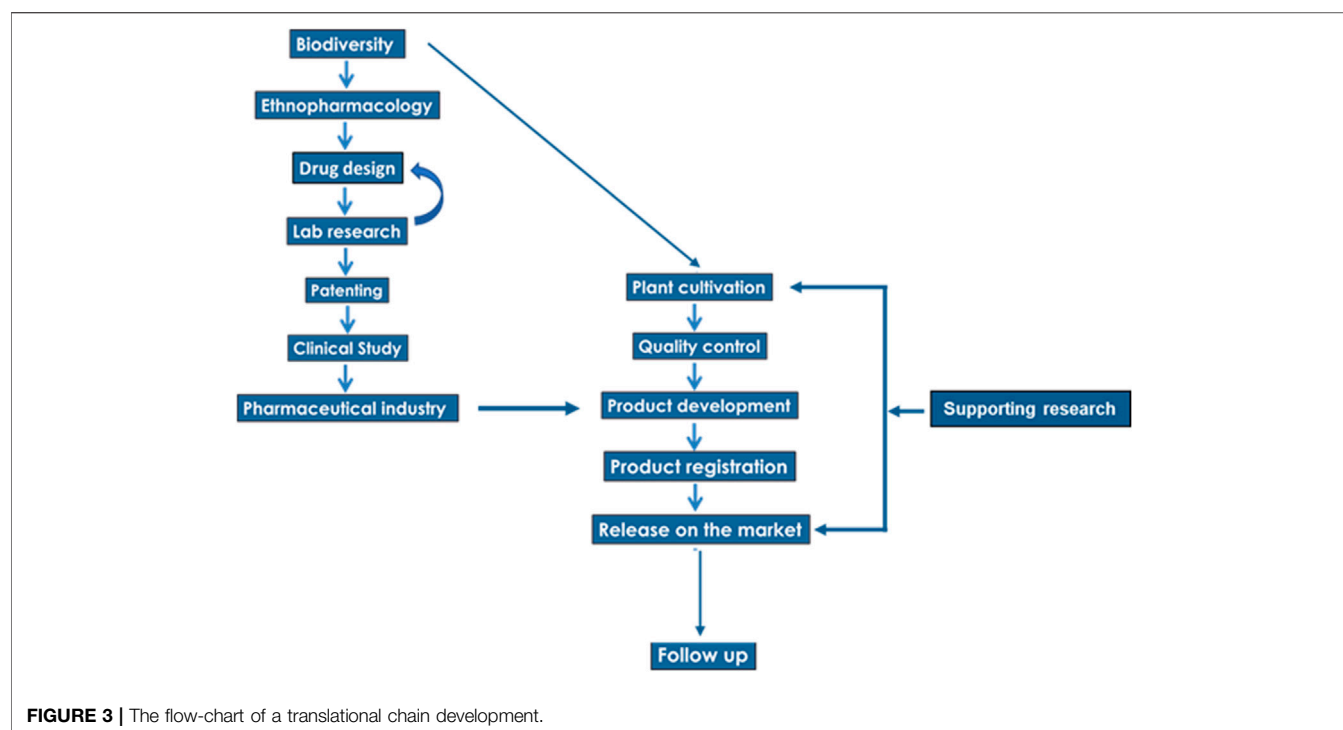 Biodiversity
Ethnopharmacology
Drug design
Lab research
Patenting
Clinical Study
Pharmaceutical industry
Plant cultivation
Quality control
Product development
Product registration
Release on the market
Follow up
Supporting research
FIGURE 3 | The flow-chart of a translational chain development.